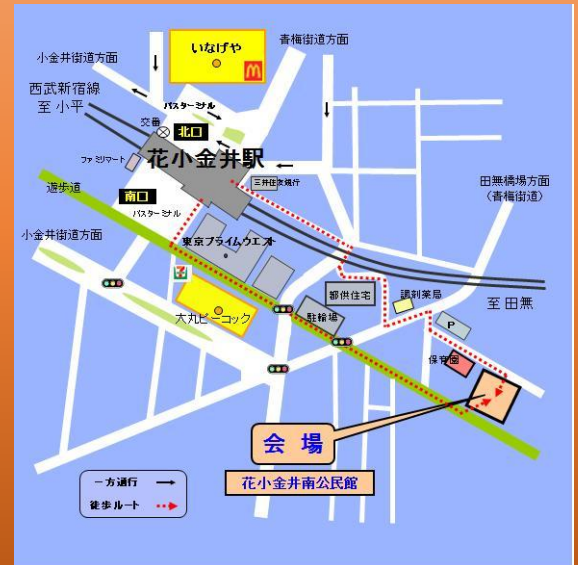 いなげや
青梅街道方面
小金井街道方面
西武新宿線
至 小平
バスターミナル
交番
北口
花小金井駅
ファミリマート
三井住友銀行
田無橋場方面
(青梅街道)
遊歩道
南口
バスターミナル
小金井街道方面
東京プライムウエスト
7
大丸ピーコック
都供住宅
調剤薬局
至 田無
駐輪場
P
保育園
会 場
花小金井南公民館
一方通行
徒歩ルート